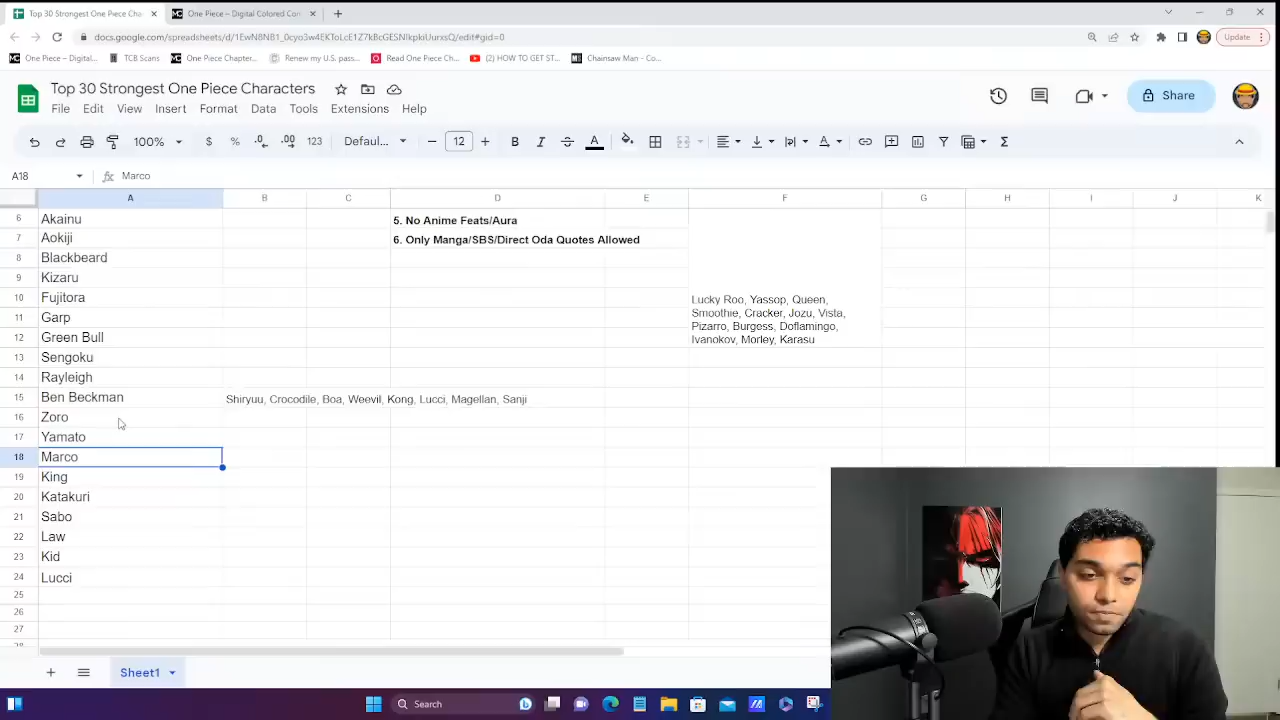 Top 30 Strongest One Piece Cha
One Piece – Digital Colored Con
docs.google.com/spreadsheets/d/1EwN8NB1_0cyo3w4EKToLcE1Z7kBcGESNIkpkiUurxsQ/edit#gid=0
Update
One Piece – Digital...
TCB Scans
One Piece Chapter...
Renew my U.S. pass...
Read One Piece Ch...
(2) HOW TO GET ST...
Chainsaw Man - Co...
Top 30 Strongest One Piece Characters
File Edit View Insert Format Data Tools Extensions Help
Share
100% $ % .0 .00 123 Defaul... 12 B I A
A18 fx Marco
A B C D E F G H I J K
6 Akainu 5. No Anime Feats/Aura
7 Aokiji 6. Only Manga/SBS/Direct Oda Quotes Allowed
8 Blackbeard
9 Kizaru
10 Fujitora Lucky Roo, Yassop, Queen,
11 Garp Smoothie, Cracker, Jozu, Vista,
Pizarro, Burgess, Doflamingo,
12 Green Bull Ivanokov, Morley, Karasu
13 Sengoku
14 Rayleigh
15 Ben Beckman Shiryuu, Crocodile, Boa, Weevil, Kong, Lucci, Magellan, Sanji
16 Zoro
17 Yamato
18 Marco
19 King
20 Katakuri
21 Sabo
22 Law
23 Kid
24 Lucci
25
26
27
28
Sheet1
Search